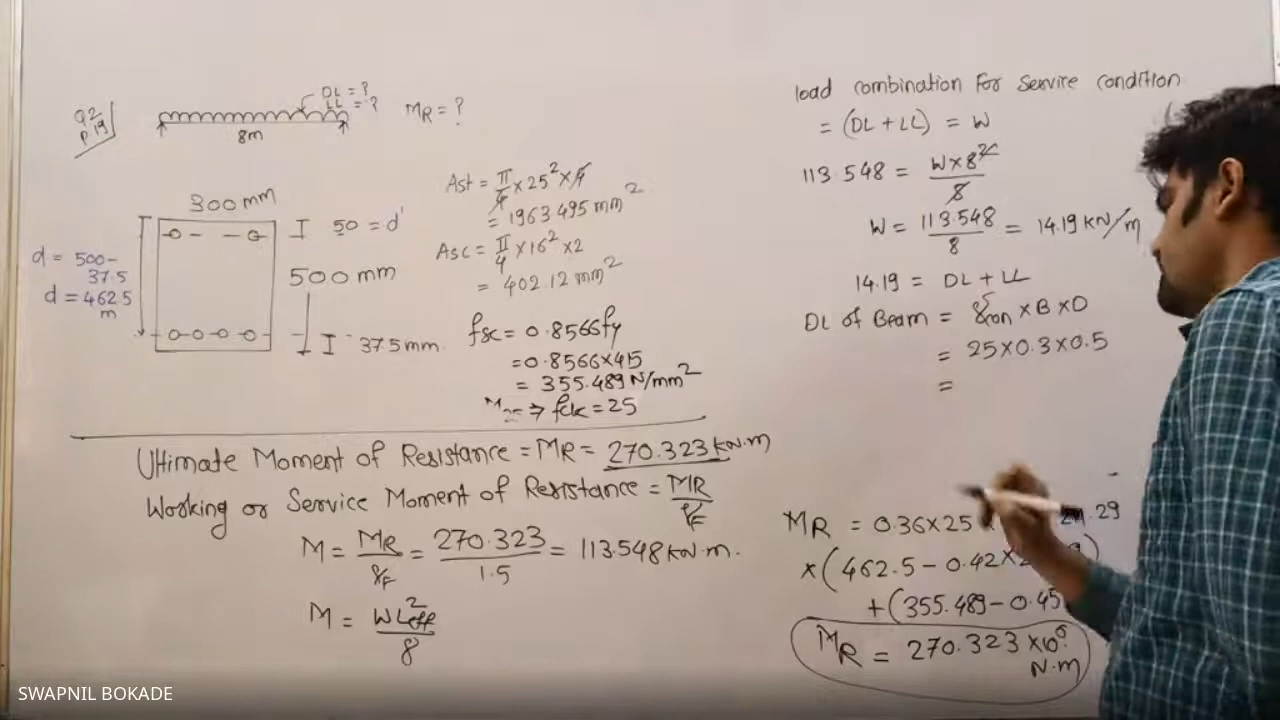 Q2
P.19
DL = ?
LL = ?
8m
MR = ?
300 mm
50 = d'
500 mm
37.5 mm
d = 500-
37.5
d = 462.5
m
Ast = π/4 × 25² × 4
= 1963.495 mm²
Asc = π/4 × 16² × 2
= 402.12 mm²
fsc = 0.8566 fy
= 0.8566×415
= 355.489 N/mm²
⇒ fck = 25
Ultimate Moment of Resistance = MR = 270.323 kN.m
Working or Service Moment of Resistance = MR/γF
M = MR/γF = 270.323/1.5 = 113.548 kN.m.
M = WLeff²/8
load combination For Service condition.
= (DL + LL) = W
113.548 = W×8²/8
W = 113.548/8 = 14.19 KN/m
14.19 = DL + LL
DL of Beam = γcon × B × D
= 25×0.3×0.5
=
MR = 0.36×25 .29
×(462.5 - 0.42×
+(355.489 - 0.45
MR = 270.323 ×10⁶
N.m
SWAPNIL BOKADE